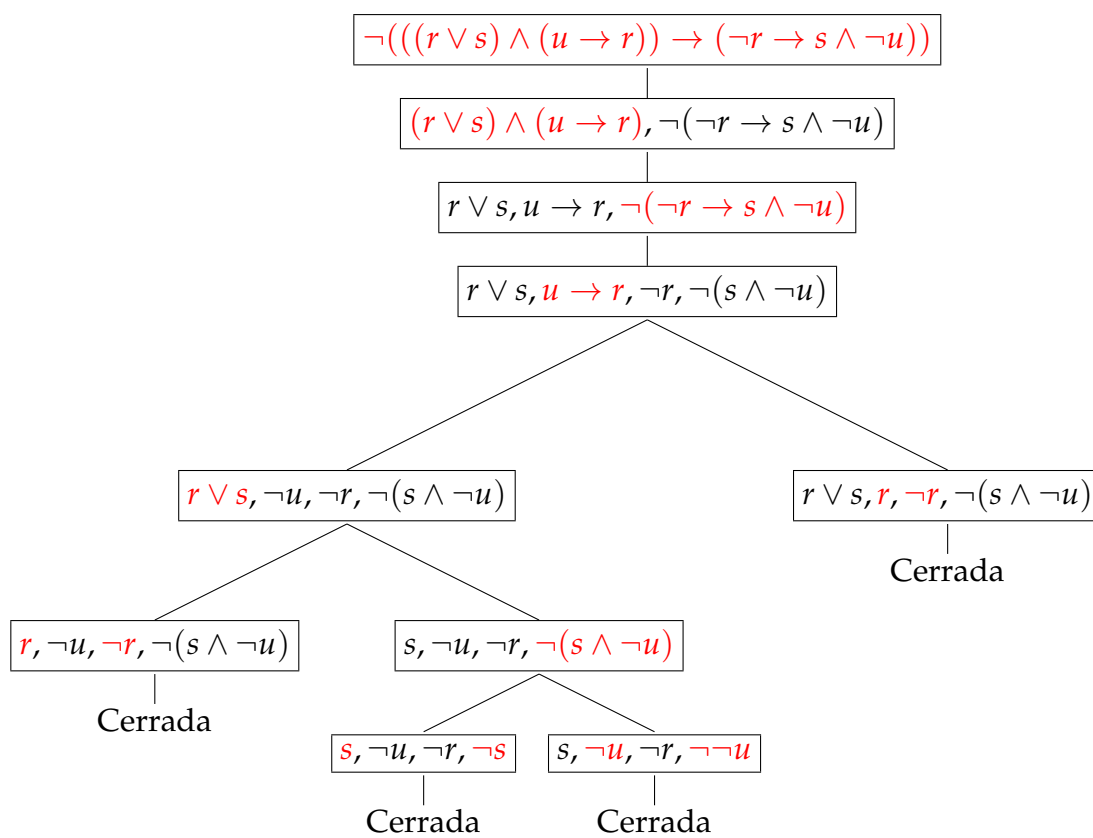 ¬(((r ∨ s) ∧ (u → r)) → (¬r → s ∧ ¬u))
(r ∨ s) ∧ (u → r), ¬(¬r → s ∧ ¬u)
r ∨ s, u → r, ¬(¬r → s ∧ ¬u)
r ∨ s, u → r, ¬r, ¬(s ∧ ¬u)
r ∨ s, ¬u, ¬r, ¬(s ∧ ¬u)
r ∨ s, r, ¬r, ¬(s ∧ ¬u)
Cerrada
r, ¬u, ¬r, ¬(s ∧ ¬u)
s, ¬u, ¬r, ¬(s ∧ ¬u)
Cerrada
s, ¬u, ¬r, ¬s
s, ¬u, ¬r, ¬¬u
Cerrada
Cerrada